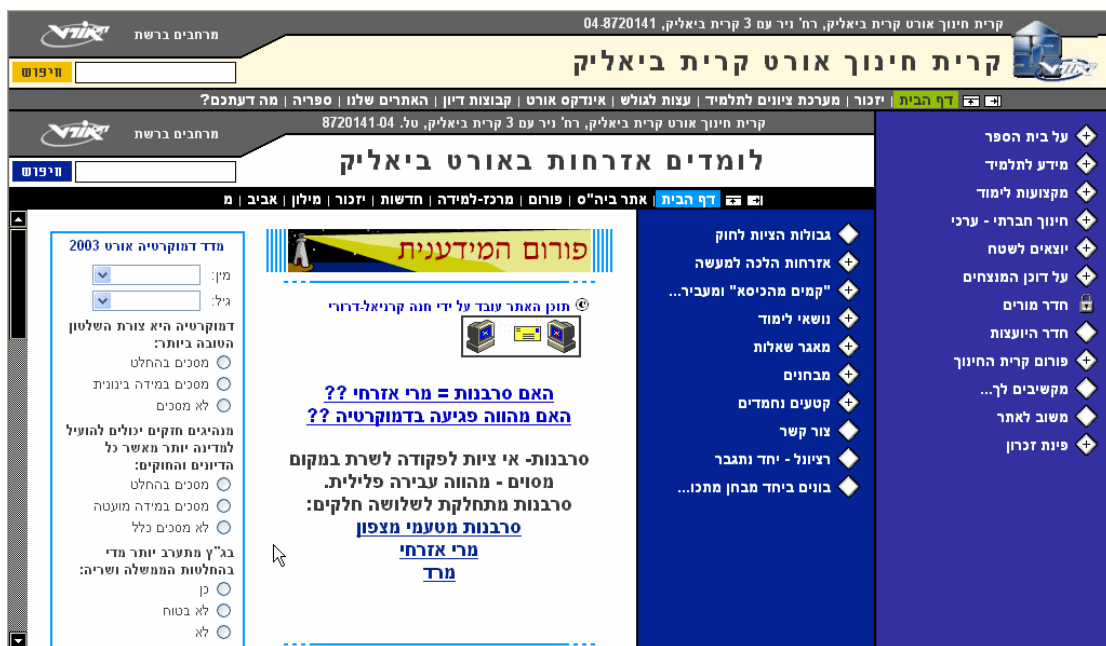 קרית חינוך אורט קרית ביאליק, רח' ניר עם 3 קרית ביאליק, 04-8720141
מרחבים ברשת
קרית חינוך אורט קרית ביאליק
חיפוש
דף הבית | יזכור | מערכת ציונים לתלמיד | עצות לגולש | אינדקס אורט | קבוצות דיון | האתרים שלנו | ספריה | מה דעתכם?
על בית הספר
מידע לתלמיד
מקצועות לימוד
חינוך חברתי - ערכי
יוצאים לשטח
על דוכן המנצחים
חדר מורים
חדר היועצות
פורום קרית החינוך
מקשיבים לך...
משוב לאתר
פינת זכרון
קרית חינוך אורט קרית ביאליק, רח' ניר עם 3 קרית ביאליק, טל. 8720141-04
אורט
מרחבים ברשת
לומדים אזרחות באורט ביאליק
חיפוש
דף הבית | אתר ביה"ס | פורום | מרכז-למידה | חדשות | יזכור | מילון | אביב | מ
גבולות הציות לחוק
אזרחות הלכה למעשה
"קמים מהכיסא" ומעביר...
נושאי לימוד
מאגר שאלות
מבחנים
קטעים נחמדים
צור קשר
רציונל - יחד נתגבר
בונים ביחד מבחן מתכו...
פורום המידענית
תוכן האתר עובד על ידי חנה קרניאל-דרורי
האם סרבנות = מרי אזרחי ??
האם מהווה פגיעה בדמוקרטיה ??
סרבנות- אי ציות לפקודה לשרת במקום
מסוים - מהווה עבירה פלילית.
סרבנות מתחלקת לשלושה חלקים:
סרבנות מטעמי מצפון
מרי אזרחי
מרד
מדד דמוקרטיה אורט 2003
מין:
גיל:
דמוקרטיה היא צורת השלטון
הטובה ביותר:
מסכים בהחלט
מסכים במידה בינונית
לא מסכים
מנהיגים חזקים יכולים להועיל
למדינה יותר מאשר כל
הדיונים והחוקים:
מסכים בהחלט
מסכים במידה מועטה
לא מסכים כלל
בג"ץ מתערב יותר מדי
בהחלטות הממשלה ושריה:
כן
לא בטוח
לא